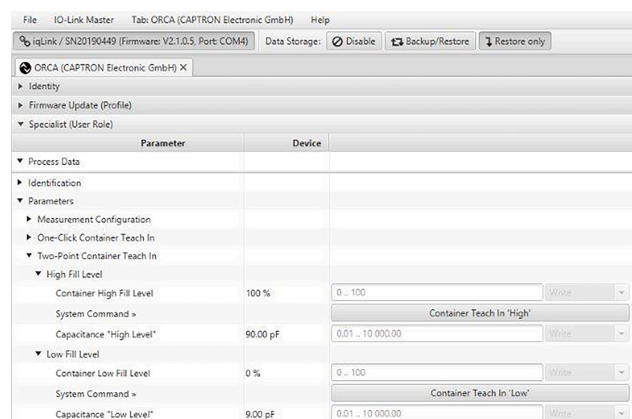 File IO-Link Master Tab: ORCA (CAPTRON Electronic GmbH) Help
iqLink / SN20190449 (Firmware: V2.1.0.5, Port: COM4) Data Storage: Disable Backup/Restore Restore only
ORCA (CAPTRON Electronic GmbH) ✕
Identity
Firmware Update (Profile)
Specialist (User Role)
Parameter Device
Process Data
Identification
Parameters
Measurement Configuration
One-Click Container Teach In
Two-Point Container Teach In
High Fill Level
Container High Fill Level 100 % 0 .. 100 Write
System Command » Container Teach In 'High'
Capacitance "High Level" 90.00 pF 0.01 .. 10 000.00 Write
Low Fill Level
Container Low Fill Level 0 % 0 .. 100 Write
System Command » Container Teach In 'Low'
Capacitance "Low Level" 9.00 pF 0.01 .. 10 000.00 Write